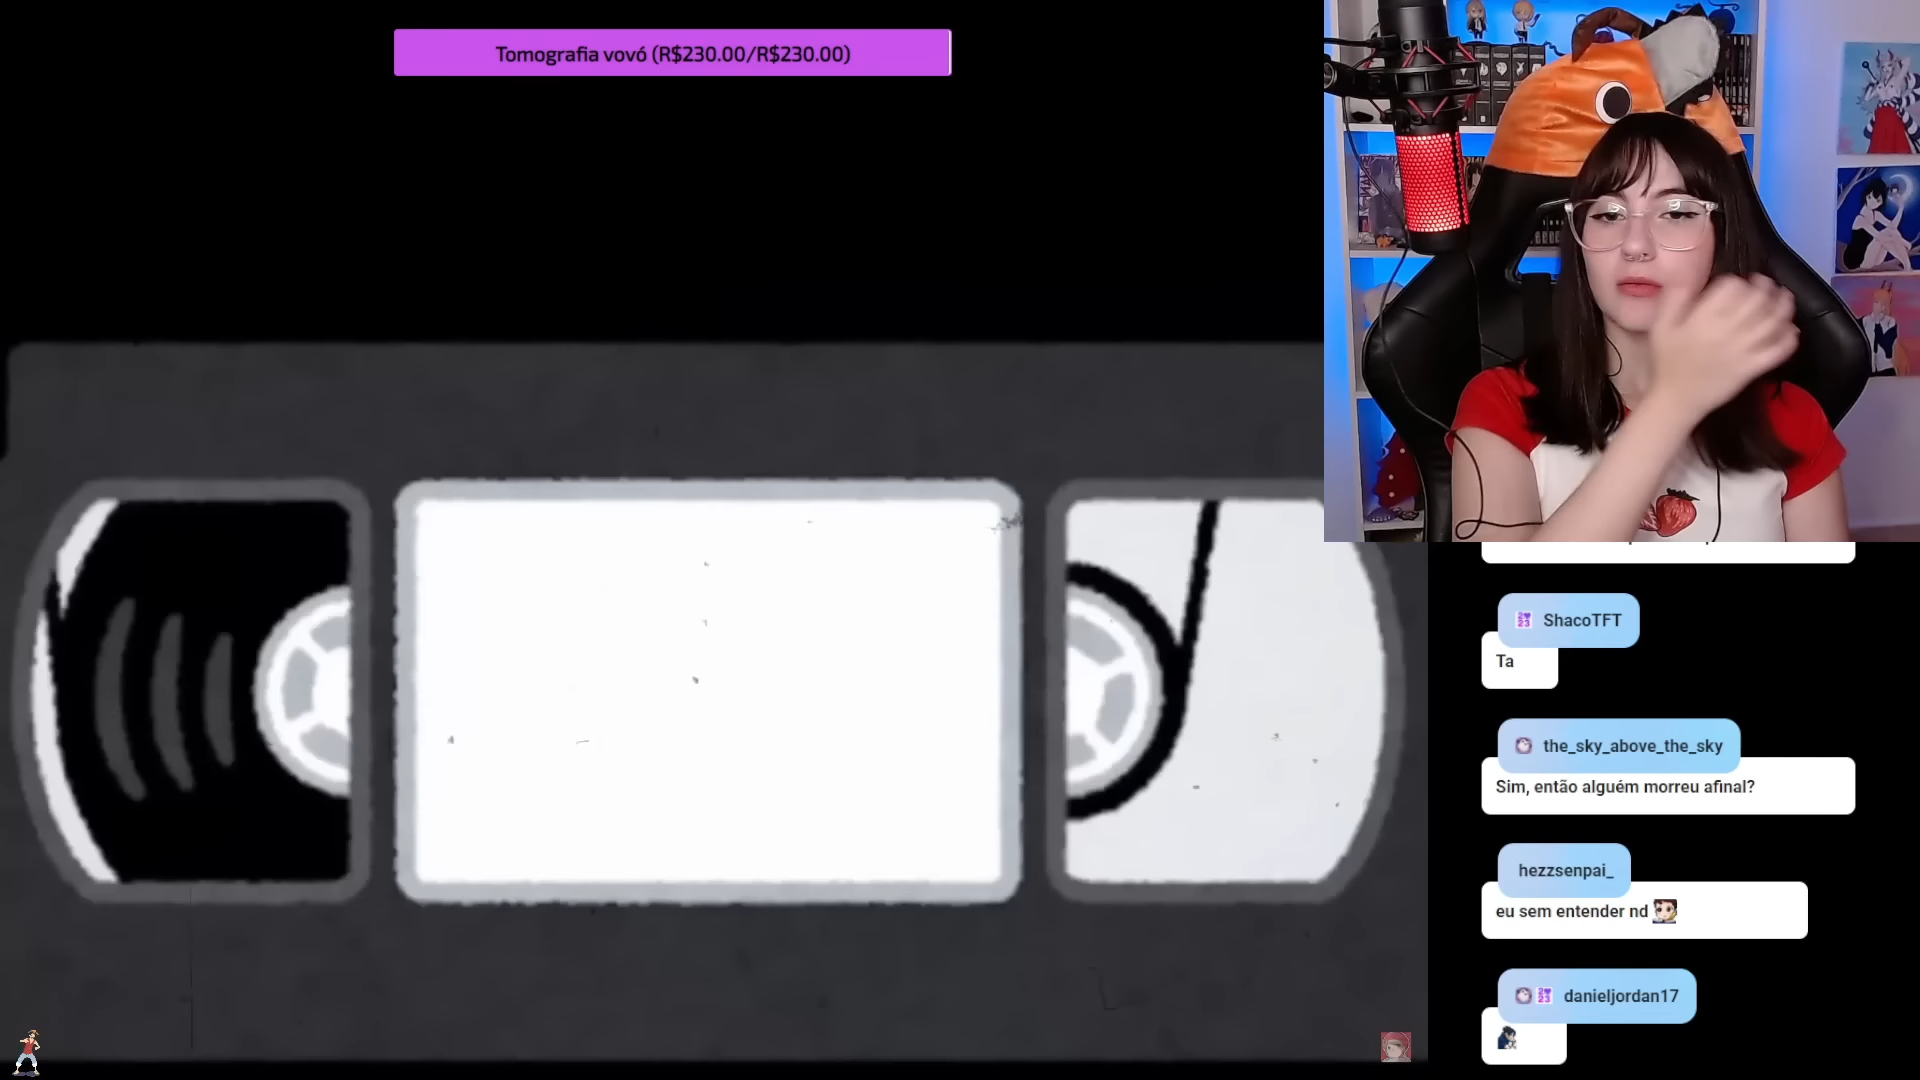 Tomografia vovó (R$230.00/R$230.00)
ShacoTFT
Ta
the_sky_above_the_sky
Sim, então alguém morreu afinal?
hezzsenpai_
eu sem entender nd
danieljordan17